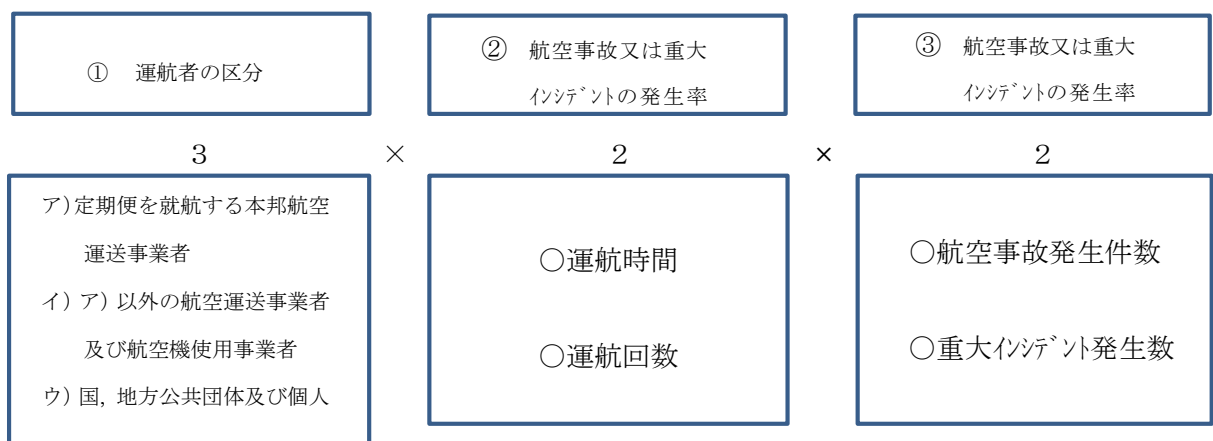 ① 運航者の区分
② 航空事故又は重大
ｲﾝｼﾃﾞﾝﾄの発生率
③ 航空事故又は重大
ｲﾝｼﾃﾞﾝﾄの発生率
３ × ２ × ２
ア）定期便を就航する本邦航空
運送事業者
イ）ア）以外の航空運送事業者
及び航空機使用事業者
ウ）国，地方公共団体及び個人
○運航時間
○運航回数
○航空事故発生件数
○重大ｲﾝｼﾃﾞﾝﾄ発生数